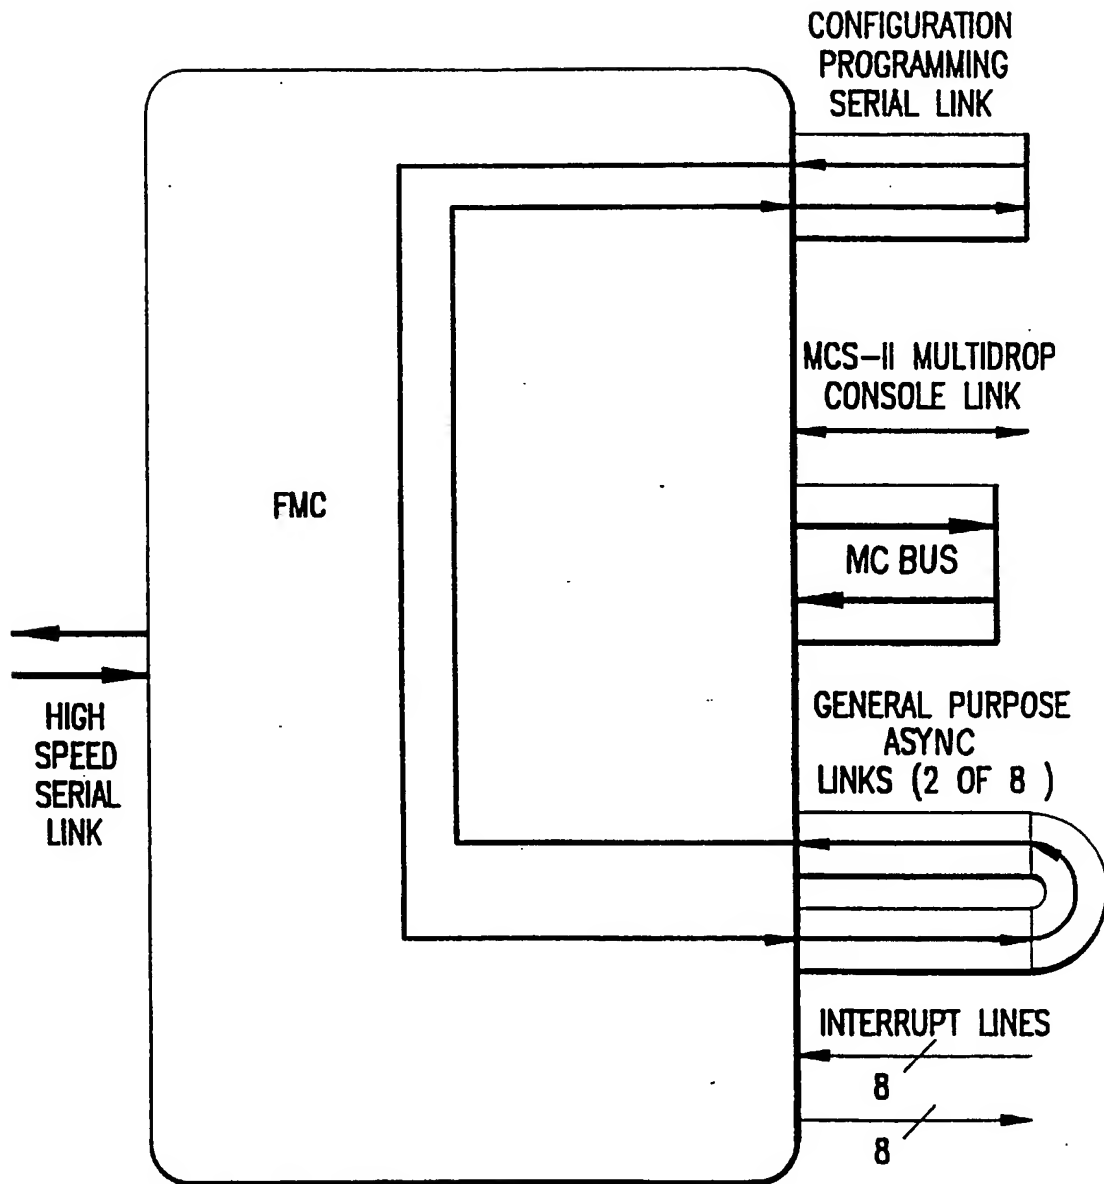 CONFIGURATION
PROGRAMMING
SERIAL LINK
MCS-II MULTIDROP
CONSOLE LINK
FMC
MC BUS
HIGH
SPEED
SERIAL
LINK
GENERAL PURPOSE
ASYNC
LINKS (2 OF 8 )
INTERRUPT LINES
8
8